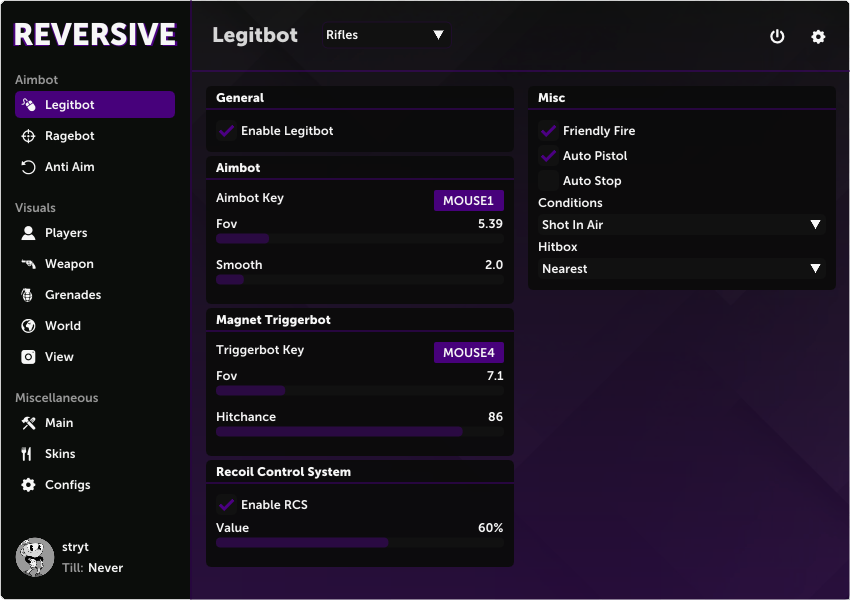 REVERSIVE
Aimbot
Legitbot
Ragebot
Anti Aim
Visuals
Players
Weapon
Grenades
World
View
Miscellaneous
Main
Skins
Configs
stryt
Till: Never
Legitbot Rifles
General
Enable Legitbot
Aimbot
Aimbot Key MOUSE1
Fov 5.39
Smooth 2.0
Magnet Triggerbot
Triggerbot Key MOUSE4
Fov 7.1
Hitchance 86
Recoil Control System
Enable RCS
Value 60%
Misc
Friendly Fire
Auto Pistol
Auto Stop
Conditions
Shot In Air
Hitbox
Nearest